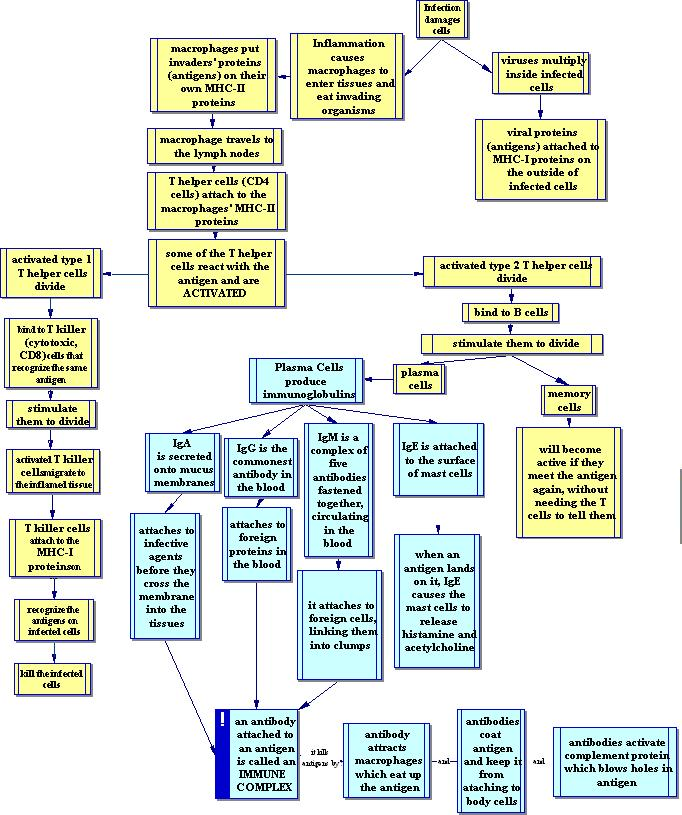 Infection
damages
cells
macrophages put
invaders' proteins
(antigens) on their
own MHC-II
proteins
Inflammation
causes
macrophages to
enter tissues and
eat invading
organisms
viruses multiply
inside infected
cells
macrophage travels to
the lymph nodes
viral proteins
(antigens) attached to
MHC-I proteins on
the outside of
infected cells
T helper cells (CD4
cells) attach to the
macrophages' MHC-II
proteins
activated type 1
T helper cells
divide
some of the T helper
cells react with the
antigen and are
ACTIVATED
activated type 2 T helper cells
divide
bind to B cells
stimulate them to divide
bind to T killer
(cytotoxic,
CD8) cells that
recognize the same
antigen
Plasma Cells
produce
immunoglobulins
plasma
cells
memory
cells
stimulate
them to divide
IgA
is secreted
onto mucus
membranes
IgG is the
commonest
antibody in
the blood
IgM is a
complex of
five
antibodies
fastened
together,
circulating
in the
blood
IgE is attached
to the surface
of mast cells
will become
active if they
meet the antigen
again, without
needing the T
cells to tell them
activated T killer
cells migrate to
the inflamed tissue
attaches to
infective
agents
before they
cross the
membrane
into the
tissues
attaches to
foreign
proteins in
the blood
T killer cells
attach to the
MHC-I
proteins on
when an
antigen lands
on it, IgE
causes the
mast cells to
release
histamine and
acetylcholine
it attaches to
foreign cells,
linking them
into clumps
recognize the
antigens on
infected cells
kill the infected
cells
!
an antibody
attached to
an antigen
is called an
IMMUNE
COMPLEX
it kills
antigens by
antibody
attracts
macrophages
which eat up
the antigen
and
antibodies
coat
antigen
and keep it
from
ataching to
body cells
and
antibodies activate
complement protein
which blows holes in
antigen